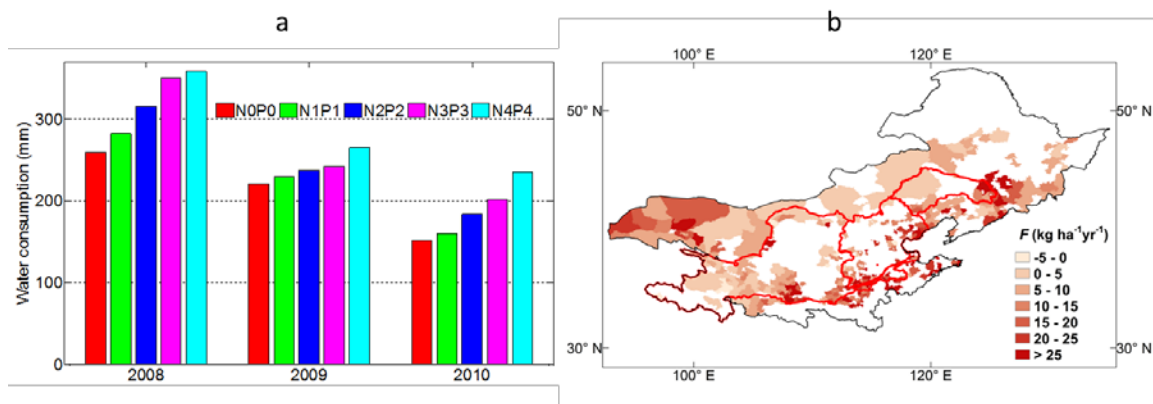 a
Water consumption (mm)
300
200
100
0
N0P0 N1P1 N2P2 N3P3 N4P4
2008 2009 2010
b
100° E 120° E
50° N 50° N
30° N 30° N
F (kg ha⁻¹yr⁻¹)
-5 - 0
0 - 5
5 - 10
10 - 15
15 - 20
20 - 25
> 25
100° E 120° E